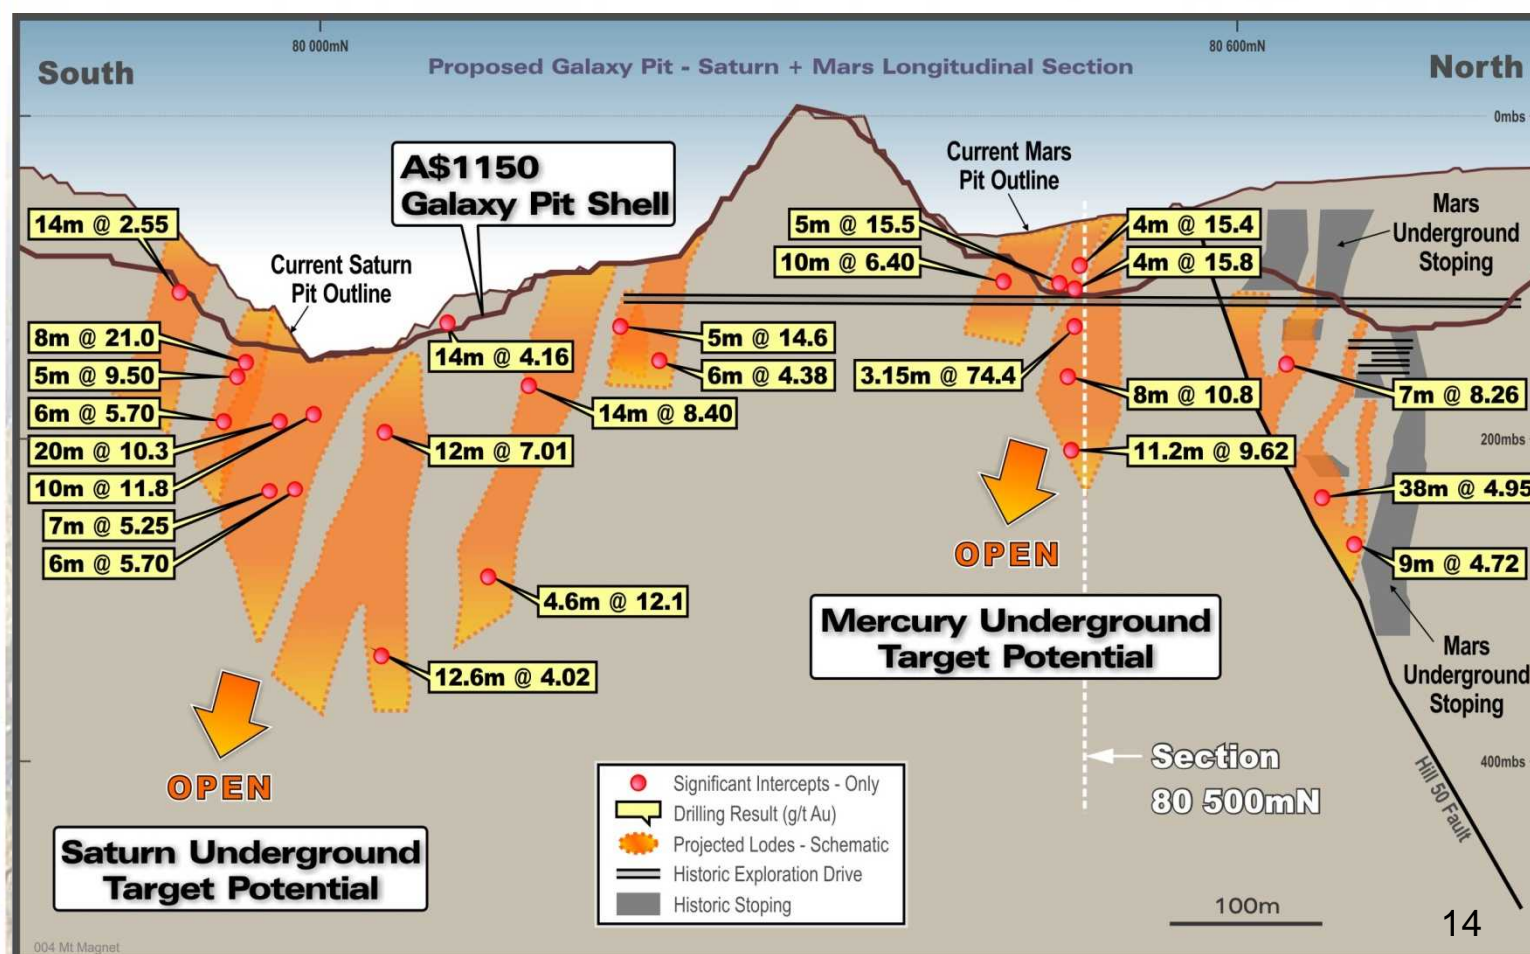 80 000mN
80 600mN
South
Proposed Galaxy Pit - Saturn + Mars Longitudinal Section
North
0mbs
A$1150
Galaxy Pit Shell
Current Mars
Pit Outline
Mars
Underground
Stoping
14m @ 2.55
Current Saturn
Pit Outline
5m @ 15.5
10m @ 6.40
4m @ 15.4
4m @ 15.8
8m @ 21.0
5m @ 9.50
6m @ 5.70
20m @ 10.3
10m @ 11.8
7m @ 5.25
6m @ 5.70
14m @ 4.16
12m @ 7.01
5m @ 14.6
6m @ 4.38
14m @ 8.40
4.6m @ 12.1
12.6m @ 4.02
3.15m @ 74.4
8m @ 10.8
11.2m @ 9.62
7m @ 8.26
200mbs
38m @ 4.95
9m @ 4.72
OPEN
Mercury Underground
Target Potential
Mars
Underground
Stoping
OPEN
Saturn Underground
Target Potential
Section
80 500mN
400mbs
Hill 50 Fault
Significant Intercepts - Only
Drilling Result (g/t Au)
Projected Lodes - Schematic
Historic Exploration Drive
Historic Stoping
100m
14
004 Mt Magnet